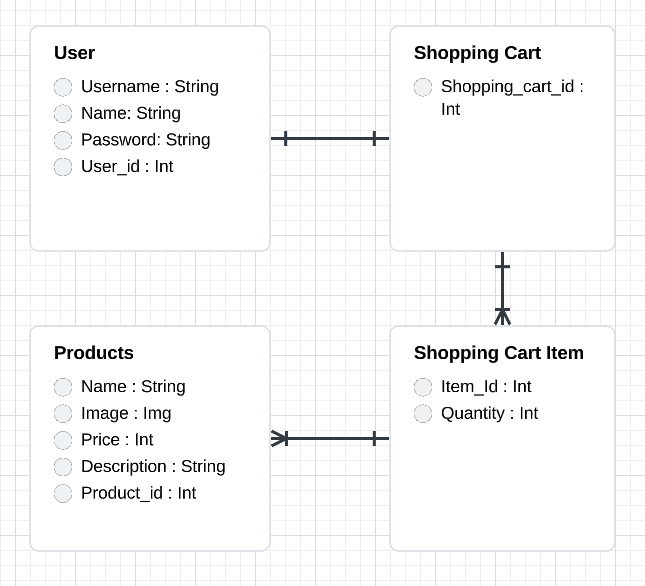 User
Username : String
Name: String
Password: String
User_id : Int
Shopping Cart
Shopping_cart_id :
Int
Products
Name : String
Image : Img
Price : Int
Description : String
Product_id : Int
Shopping Cart Item
Item_Id : Int
Quantity : Int